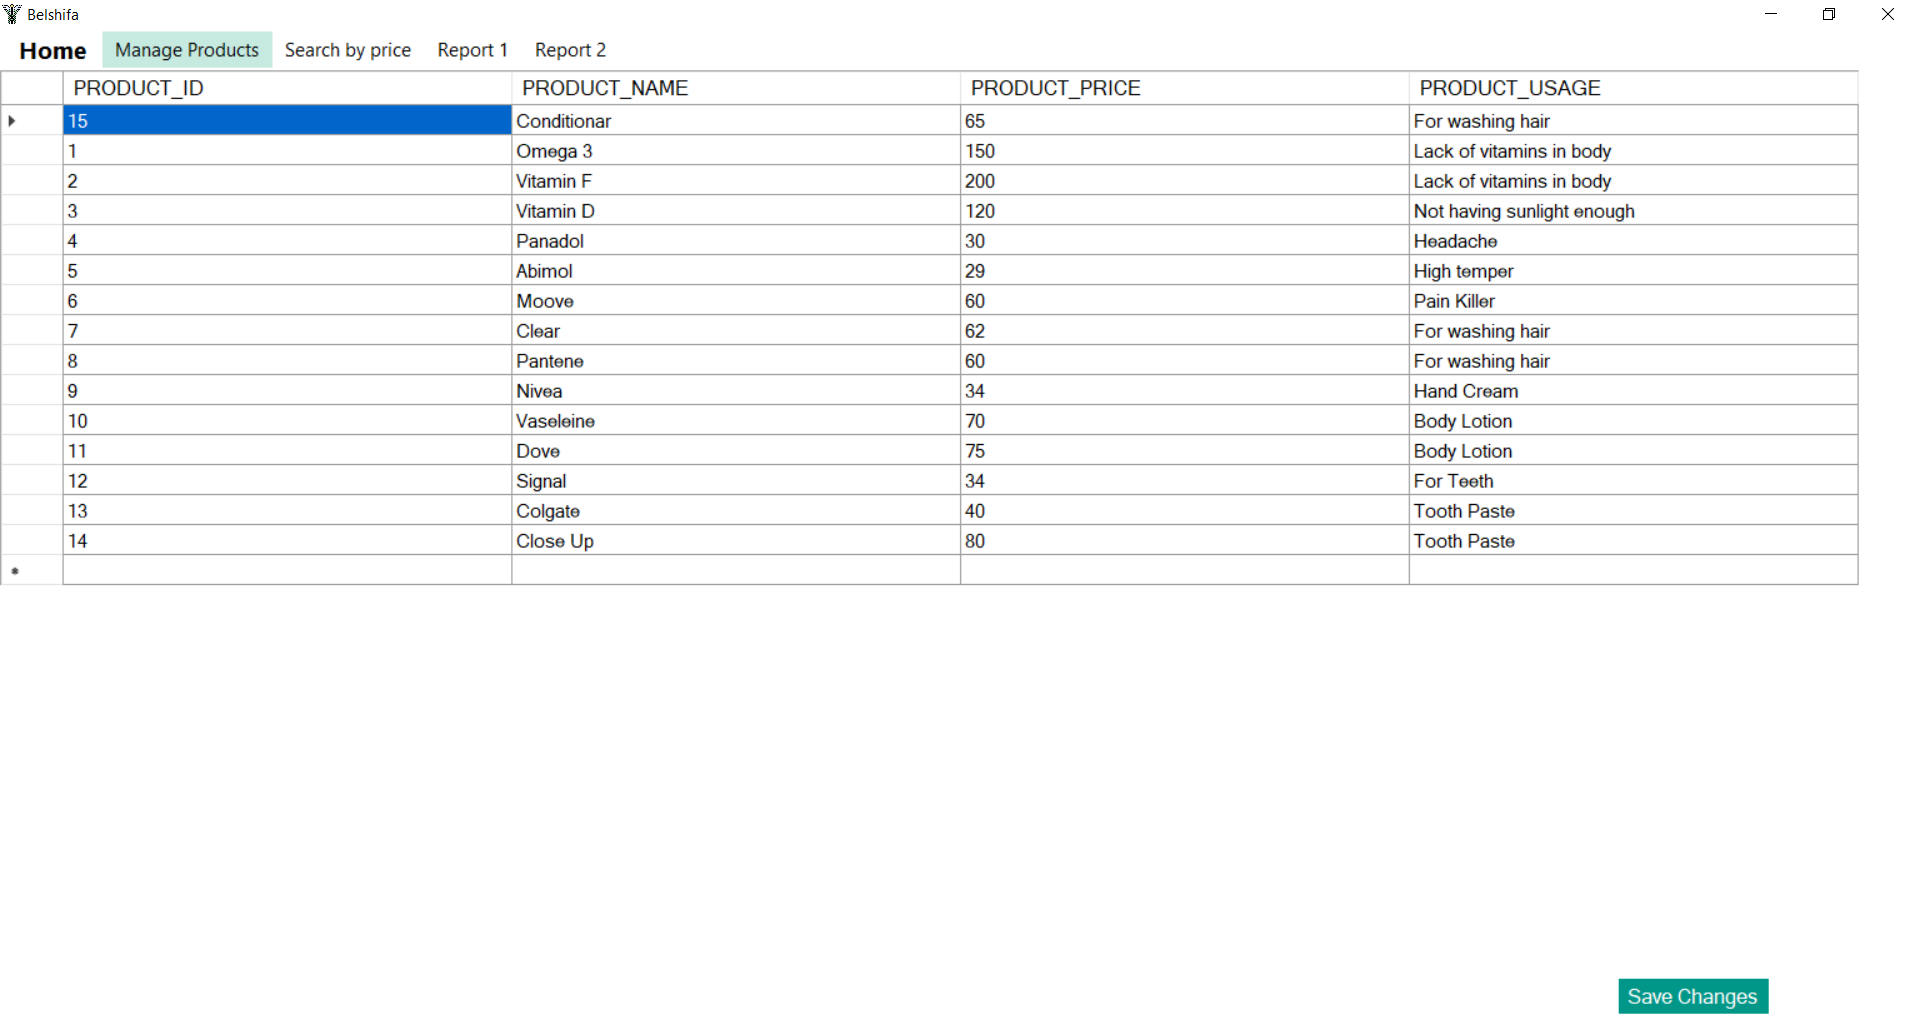 Belshifa
Home Manage Products Search by price Report 1 Report 2
PRODUCT_ID PRODUCT_NAME PRODUCT_PRICE PRODUCT_USAGE
15 Conditionar 65 For washing hair
1 Omega 3 150 Lack of vitamins in body
2 Vitamin F 200 Lack of vitamins in body
3 Vitamin D 120 Not having sunlight enough
4 Panadol 30 Headache
5 Abimol 29 High temper
6 Moove 60 Pain Killer
7 Clear 62 For washing hair
8 Pantene 60 For washing hair
9 Nivea 34 Hand Cream
10 Vaseleine 70 Body Lotion
11 Dove 75 Body Lotion
12 Signal 34 For Teeth
13 Colgate 40 Tooth Paste
14 Close Up 80 Tooth Paste
Save Changes